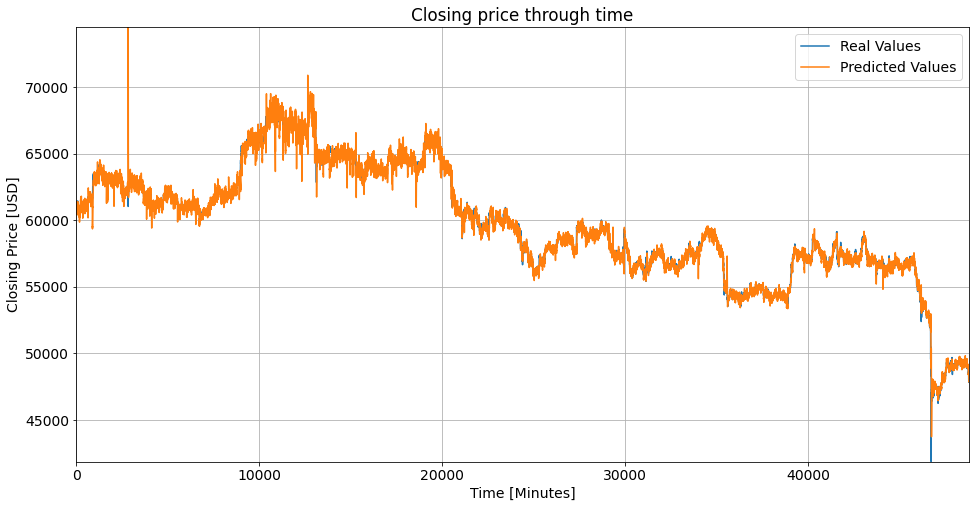 Closing price through time
Real Values
Predicted Values
Closing Price [USD]
70000
65000
60000
55000
50000
45000
0
10000
20000
30000
40000
Time [Minutes]